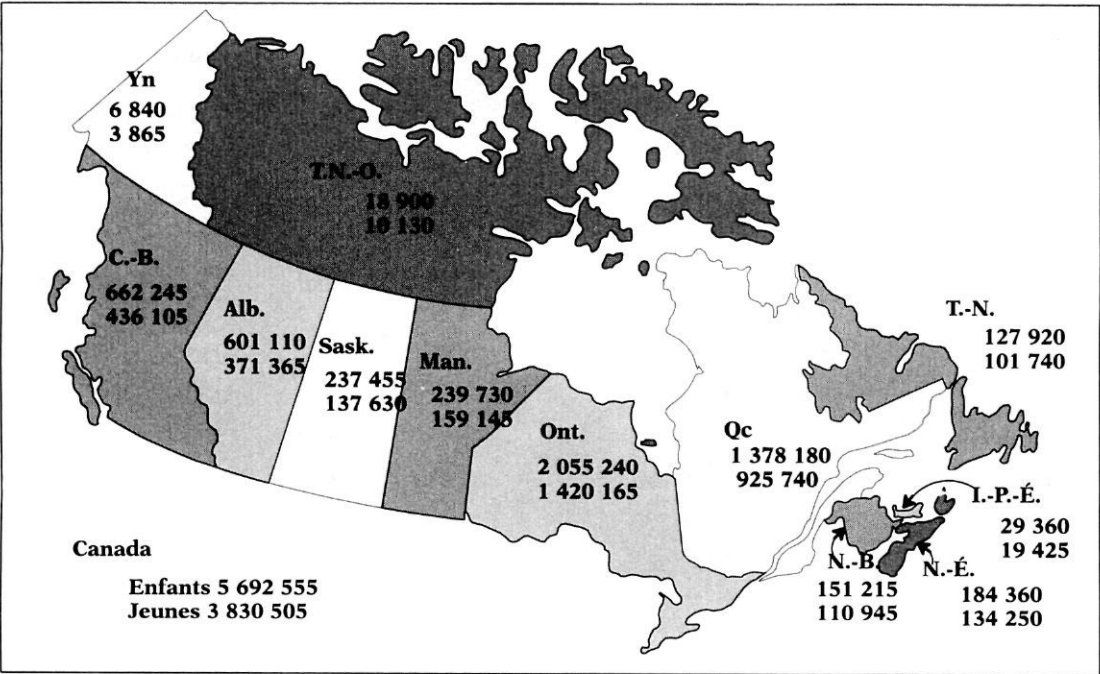 Yn
6 840
3 865
T.N.-O.
18 900
10 130
C.-B.
662 245
436 105
Alb.
601 110
371 365
Sask.
237 455
137 630
Man.
239 730
159 145
Ont.
2 055 240
1 420 165
Qc
1 378 180
925 740
T.-N.
127 920
101 740
I.-P.-É.
29 360
19 425
N.-B.
151 215
110 945
N.-É.
184 360
134 250
Canada
Enfants 5 692 555
Jeunes 3 830 505